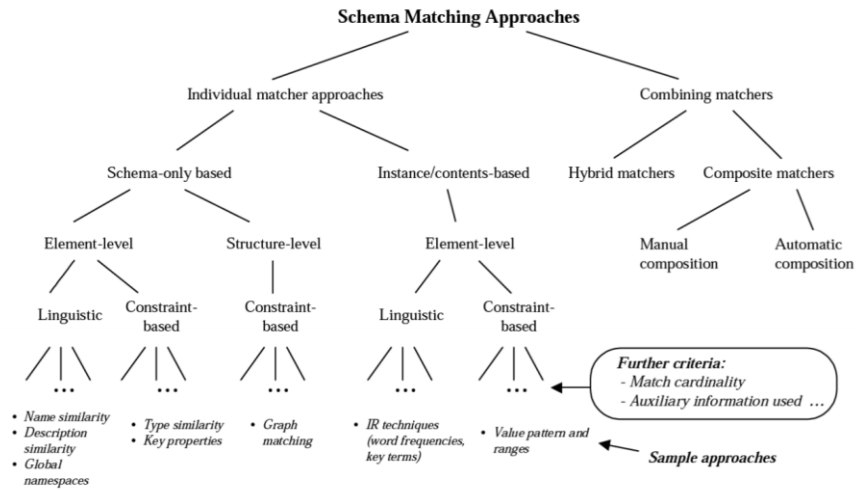 Schema Matching Approaches
Individual matcher approaches
Combining matchers
Schema-only based
Instance/contents-based
Hybrid matchers
Composite matchers
Element-level
Structure-level
Element-level
Manual
composition
Automatic
composition
Linguistic
Constraint-
based
Constraint-
based
Linguistic
Constraint-
based
...
...
...
...
...
Further criteria:
- Match cardinality
- Auxiliary information used ...
• Name similarity
• Description
similarity
• Global
namespaces
• Type similarity
• Key properties
• Graph
matching
• IR techniques
(word frequencies,
key terms)
• Value pattern and
ranges
Sample approaches